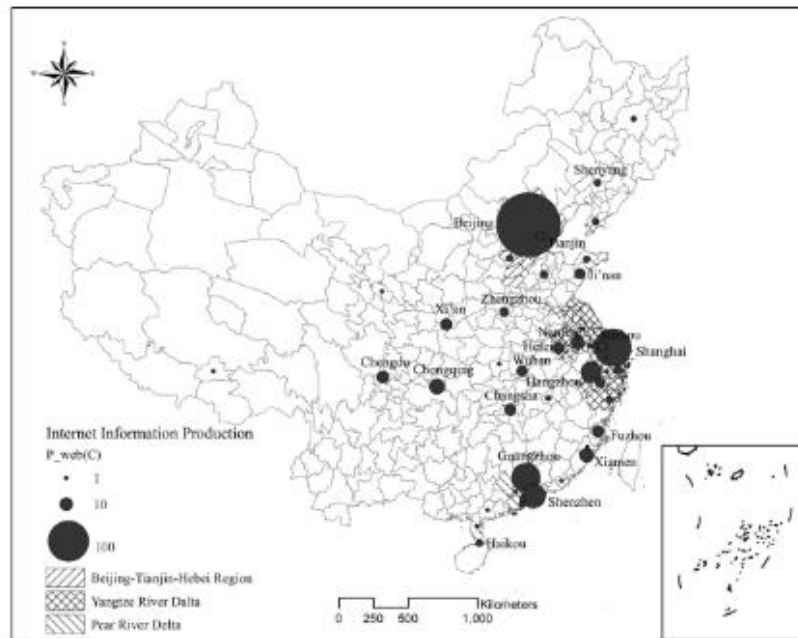 Shenyang
Beijing
Tianjin
Ji'nan
Zhengzhou
Xi'an
Hefei
Shanghai
Wuhan
Chengdu
Chongqing
Hangzhou
Changsha
Fuzhou
Guangzhou
Xiamen
Shenzhen
Haikou
Internet Information Production
P_web(C)
1
10
100
Beijing-Tianjin-Hebei Region
Yangtze River Dalta
Pear River Delta
Kilometers
0 250 500 1,000